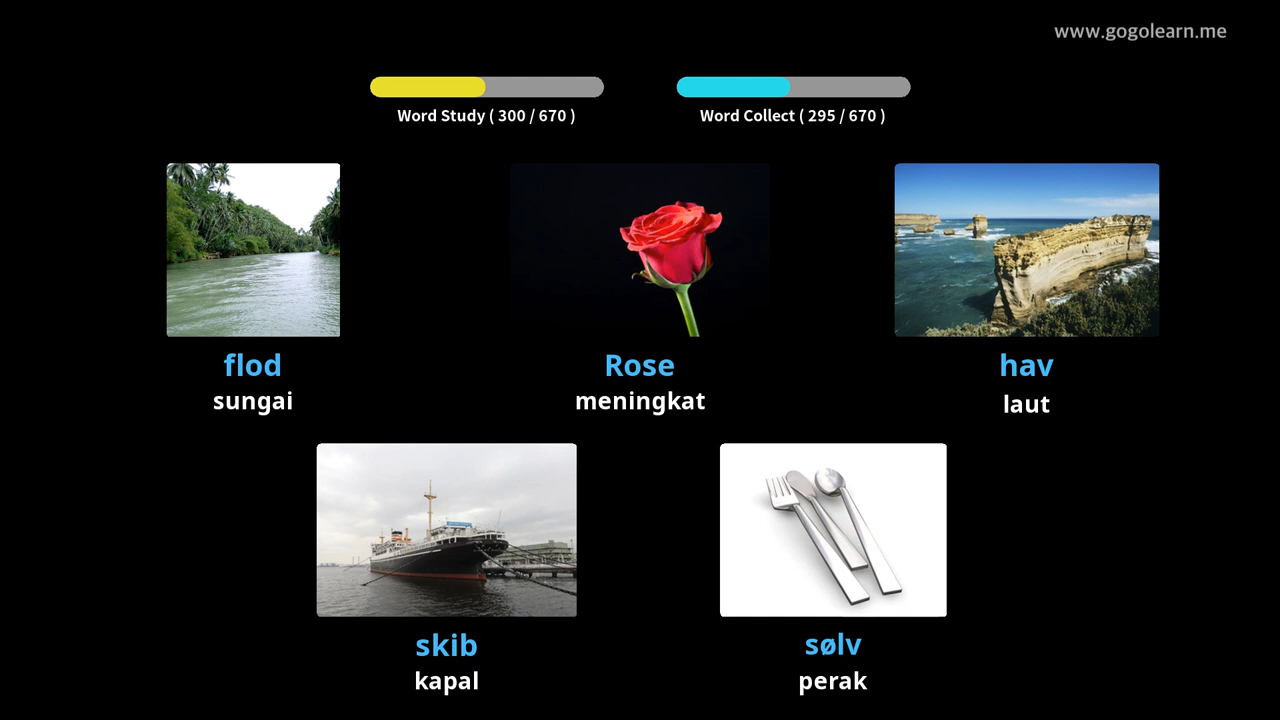 www.gogolearn.me
Word Study ( 300 / 670 )
Word Collect ( 295 / 670 )
flod
sungai
Rose
meningkat
hav
laut
skib
kapal
sølv
perak